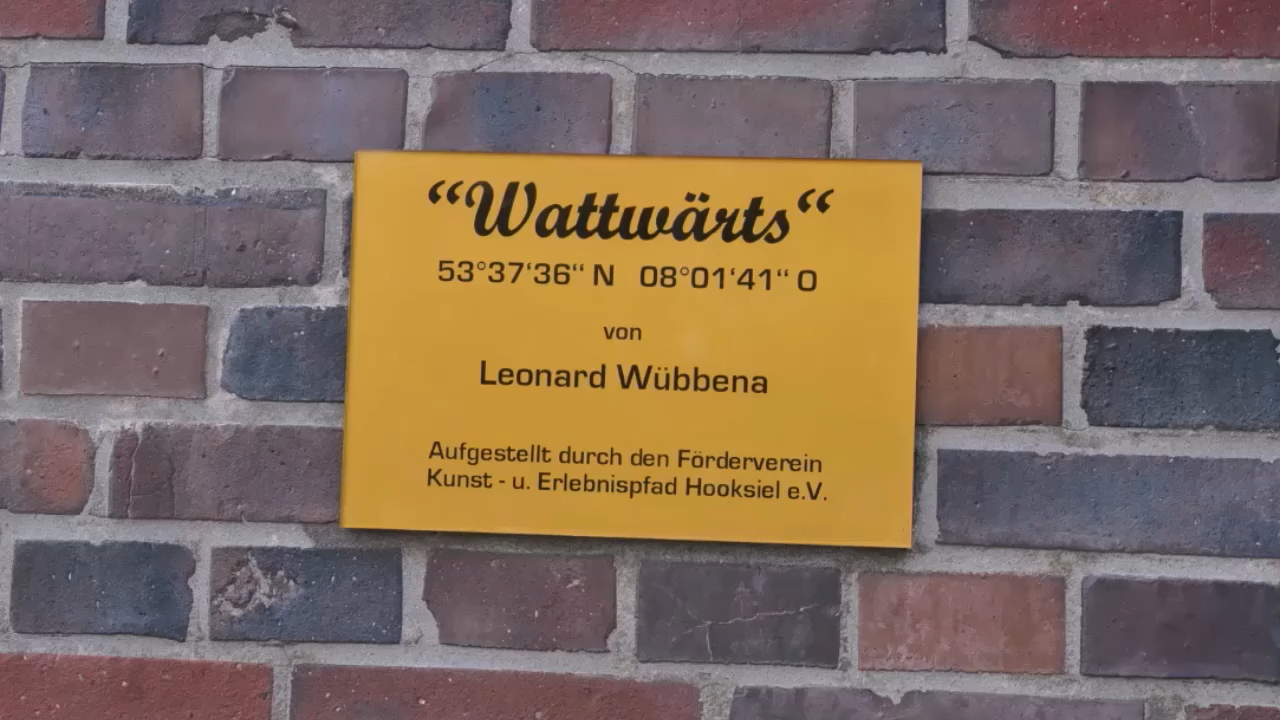 “Wattwärts“
53°37‘36“ N 08°01‘41“ O
von
Leonard Wübbena
Aufgestellt durch den Förderverein
Kunst - u. Erlebnispfad Hooksiel e.V.